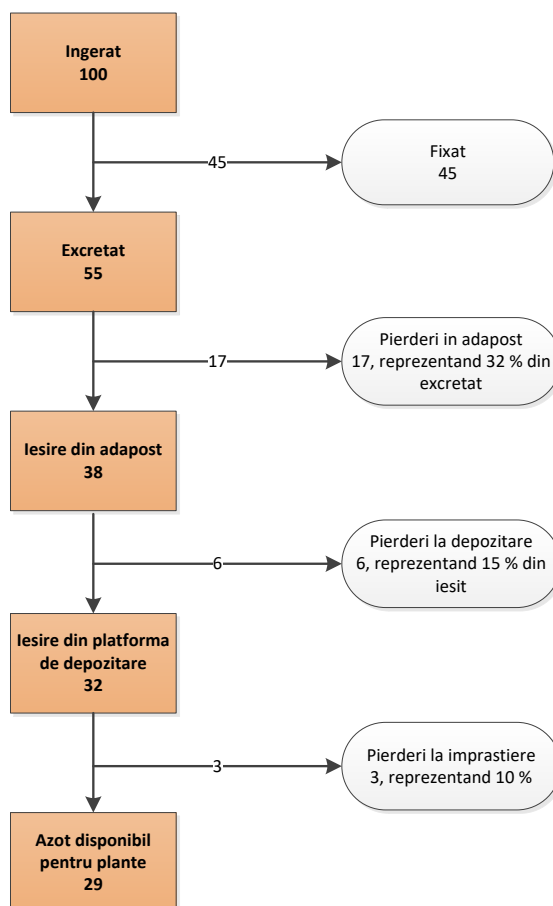 Ingerat
100
45
Fixat
45
Excretat
55
17
Pierderi in adapost
17, reprezentand 32 % din
excretat
Iesire din adapost
38
6
Pierderi la depozitare
6, reprezentand 15 % din
iesit
Iesire din platforma
de depozitare
32
3
Pierderi la imprastiere
3, reprezentand 10 %
Azot disponibil
pentru plante
29